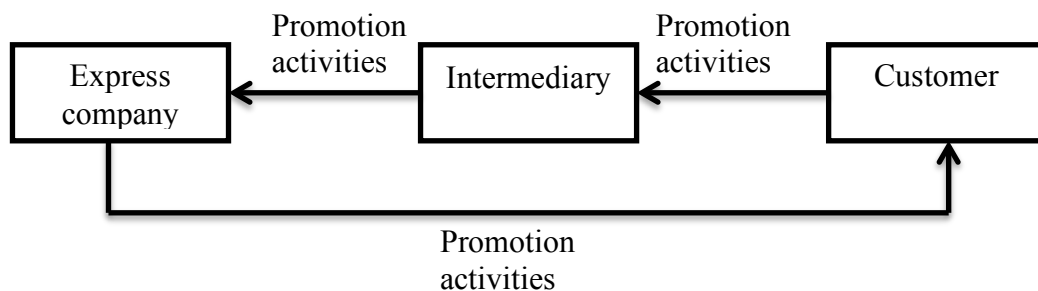 Promotion
activities
Promotion
activities
Express
company
Intermediary
Customer
Promotion
activities